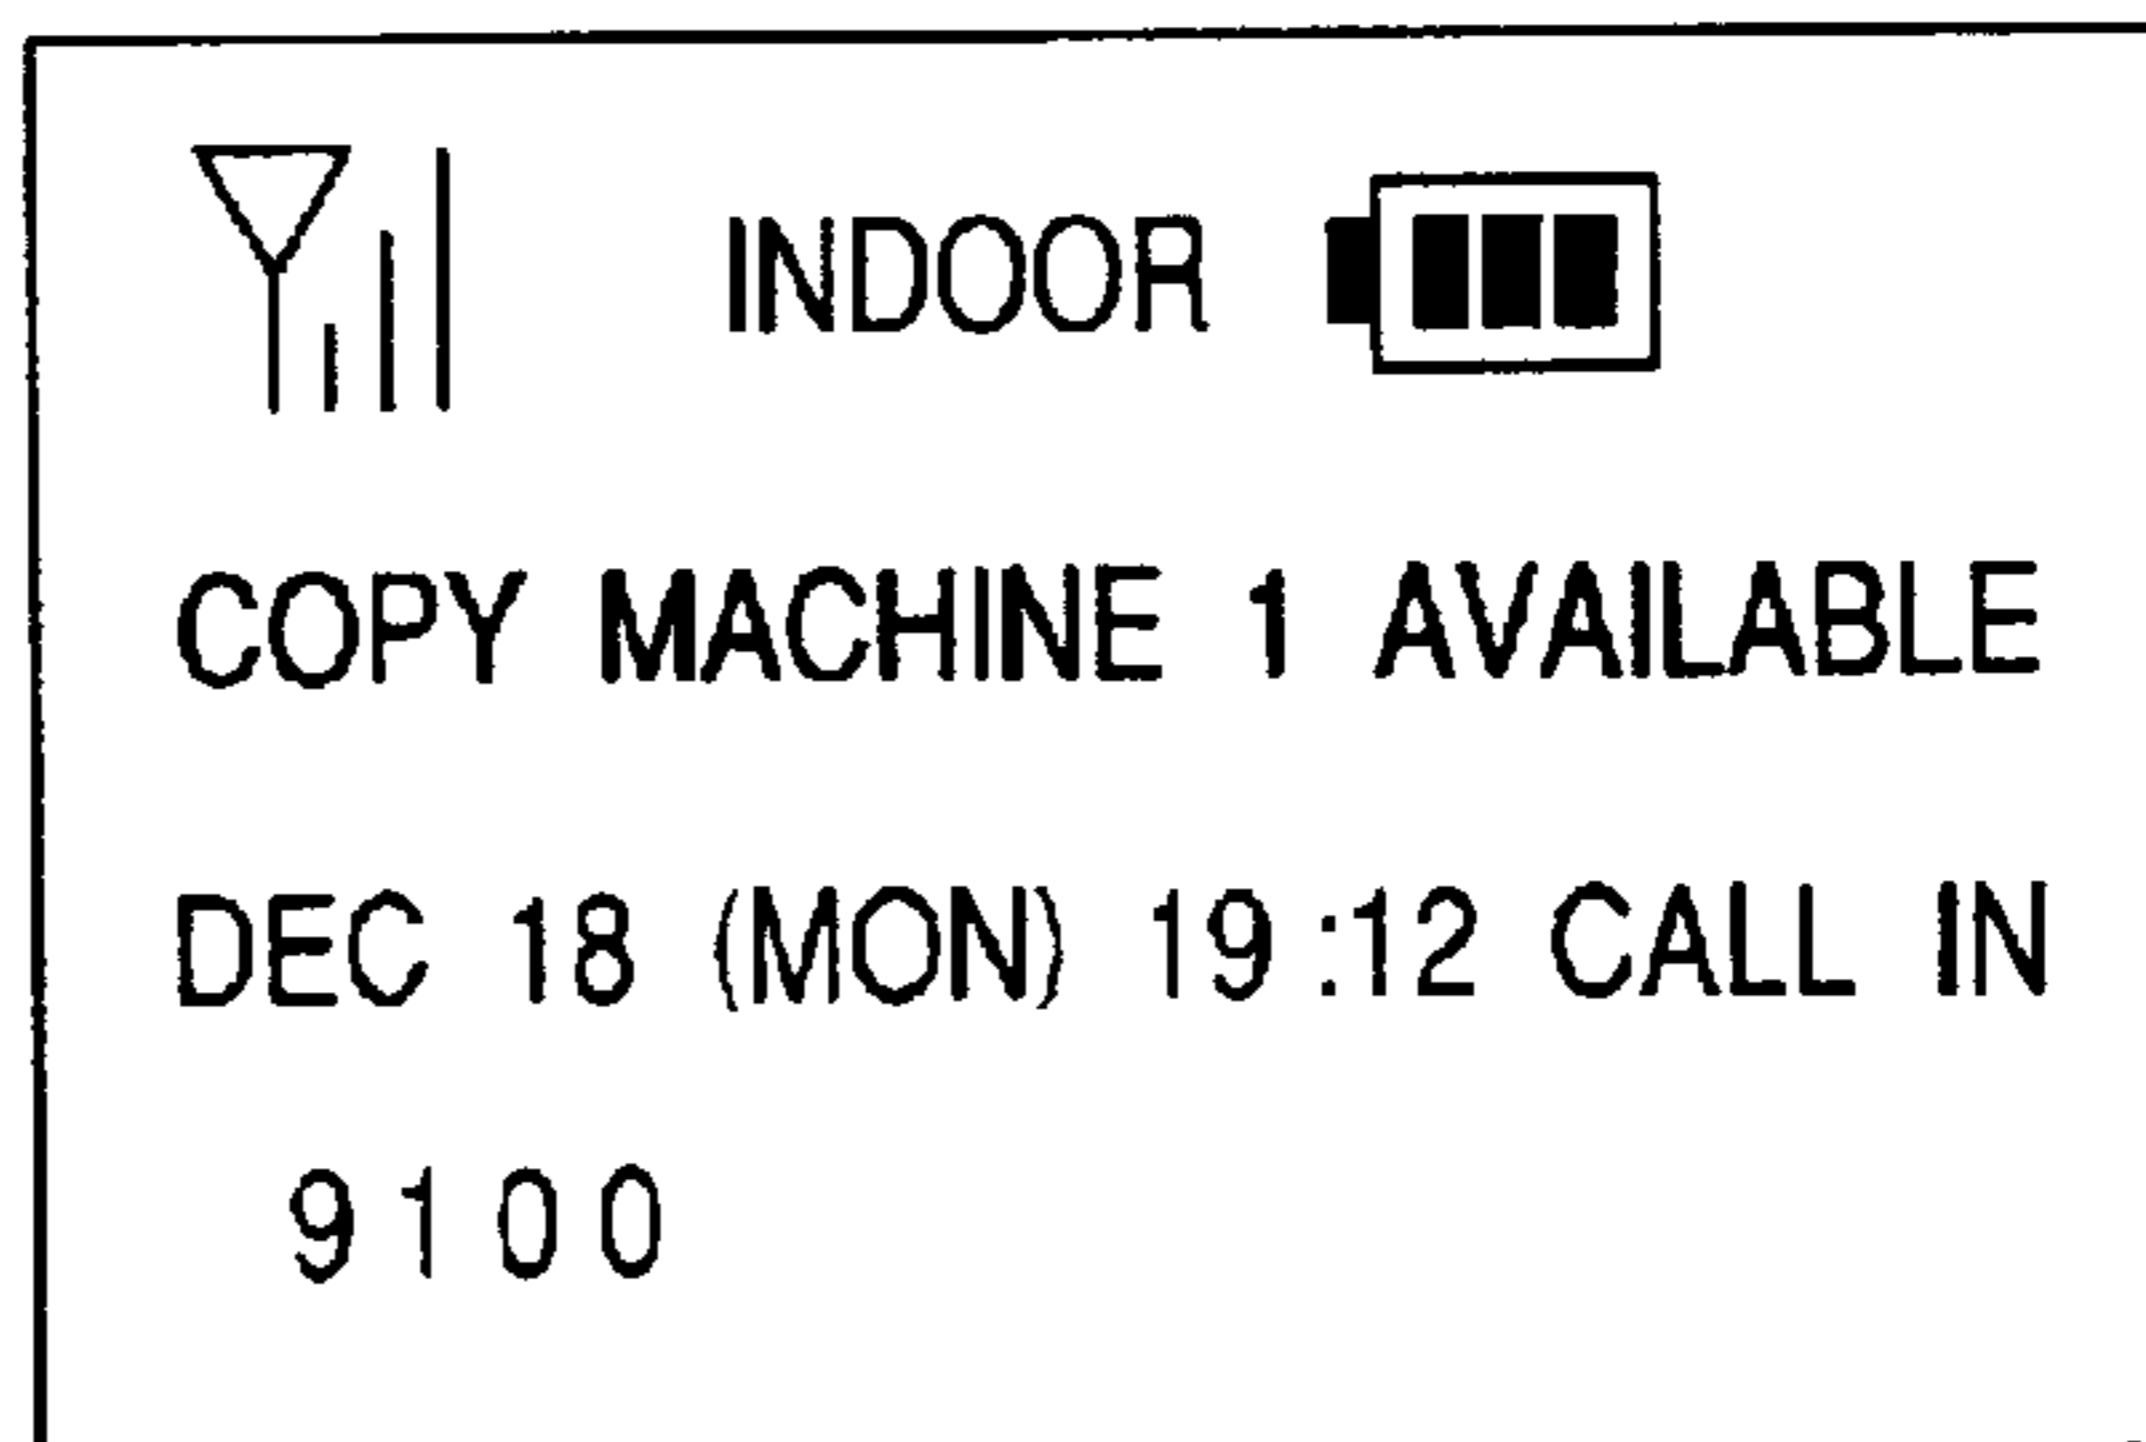 INDOOR
COPY MACHINE 1 AVAILABLE
DEC 18 (MON) 19:12 CALL IN
9100